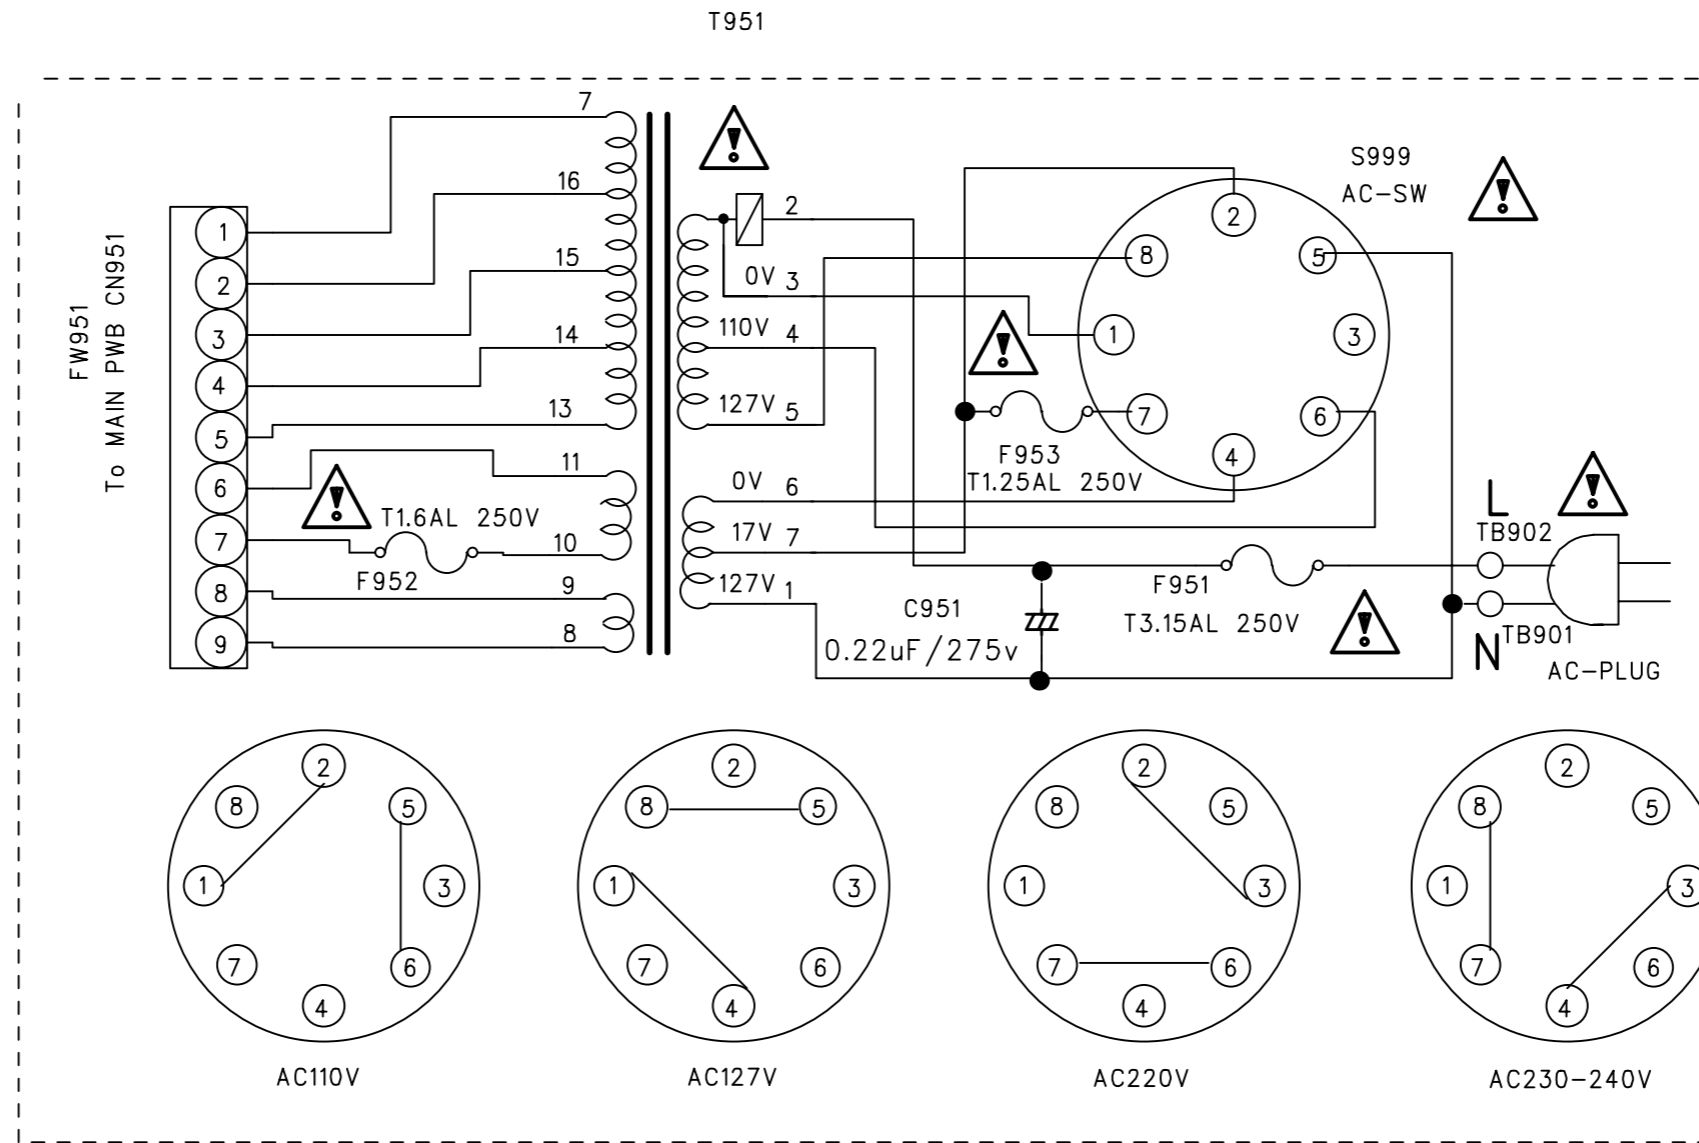 T951
FW951
To MAIN PWB CN951
1
2
3
4
5
6
7
8
9
7
16
15
14
13
11
10
9
8
T1.6AL 250V
F952
2
0V 3
110V 4
127V 5
0V 6
17V 7
127V 1
S999
AC-SW
2
8
5
1
3
7
6
4
F953
T1.25AL 250V
C951
0.22uF/275v
F951
T3.15AL 250V
L
TB902
N
TB901
AC-PLUG
2
8
5
1
3
7
6
4
AC110V
2
8
5
1
3
7
6
4
AC127V
2
8
5
1
3
7
6
4
AC220V
2
8
5
1
3
7
6
4
AC230-240V